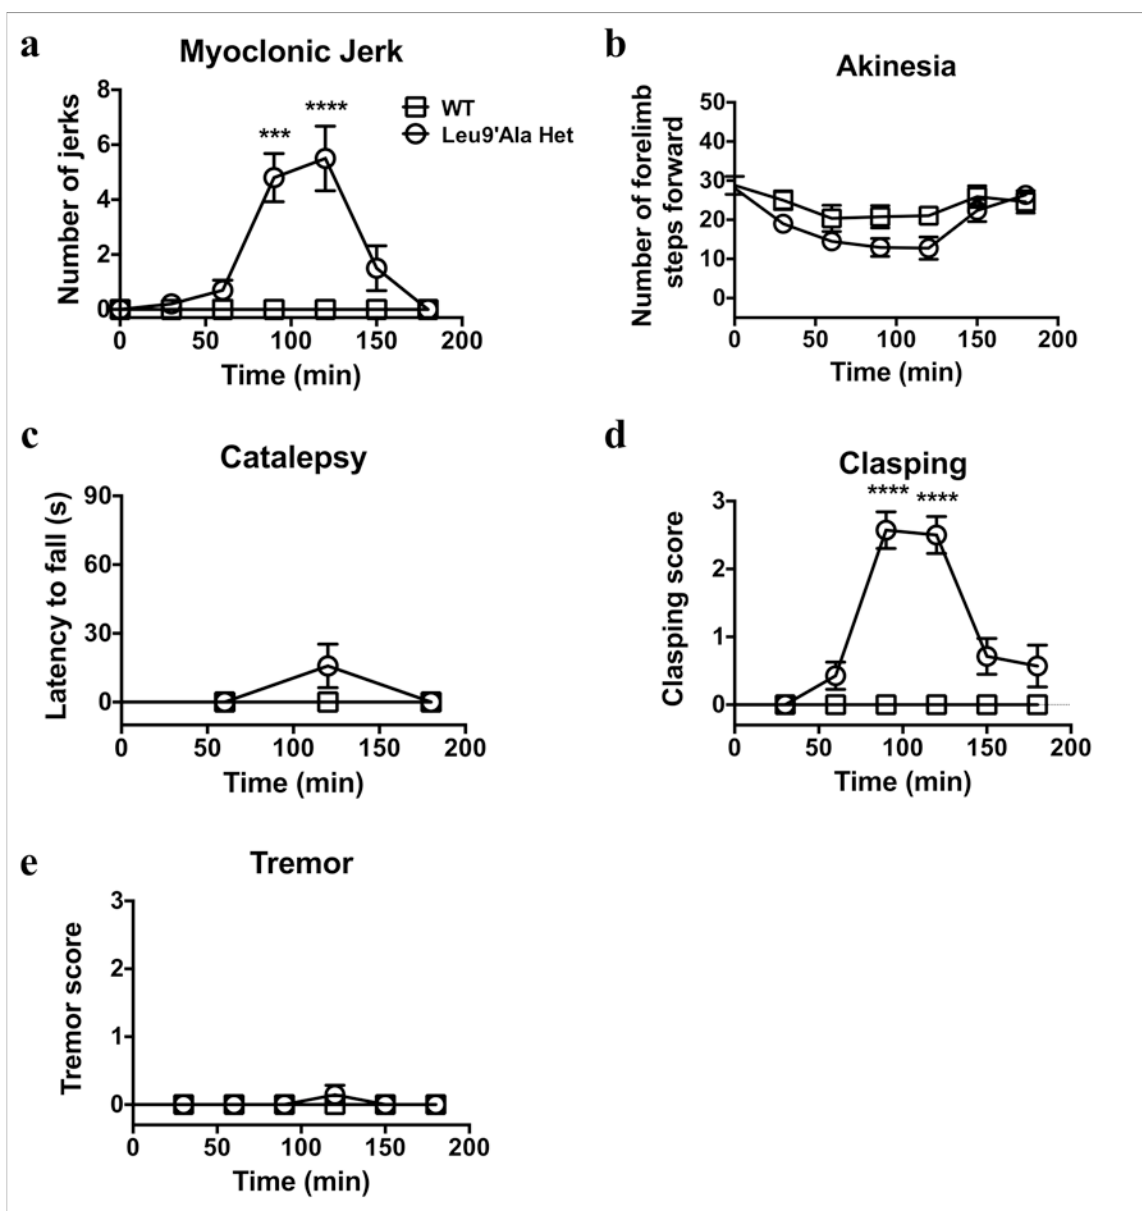 a
Myoclonic Jerk
Number of jerks
8
6
4
2
0
***
****
WT
Leu9'Ala Het
0 50 100 150 200
Time (min)
b
Akinesia
Number of forelimb
steps forward
50
40
30
20
10
0
0 50 100 150 200
Time (min)
c
Catalepsy
Latency to fall (s)
90
60
30
0
0 50 100 150 200
Time (min)
d
Clasping
Clasping score
3
2
1
0
****
****
0 50 100 150 200
Time (min)
e
Tremor
Tremor score
3
2
1
0
0 50 100 150 200
Time (min)